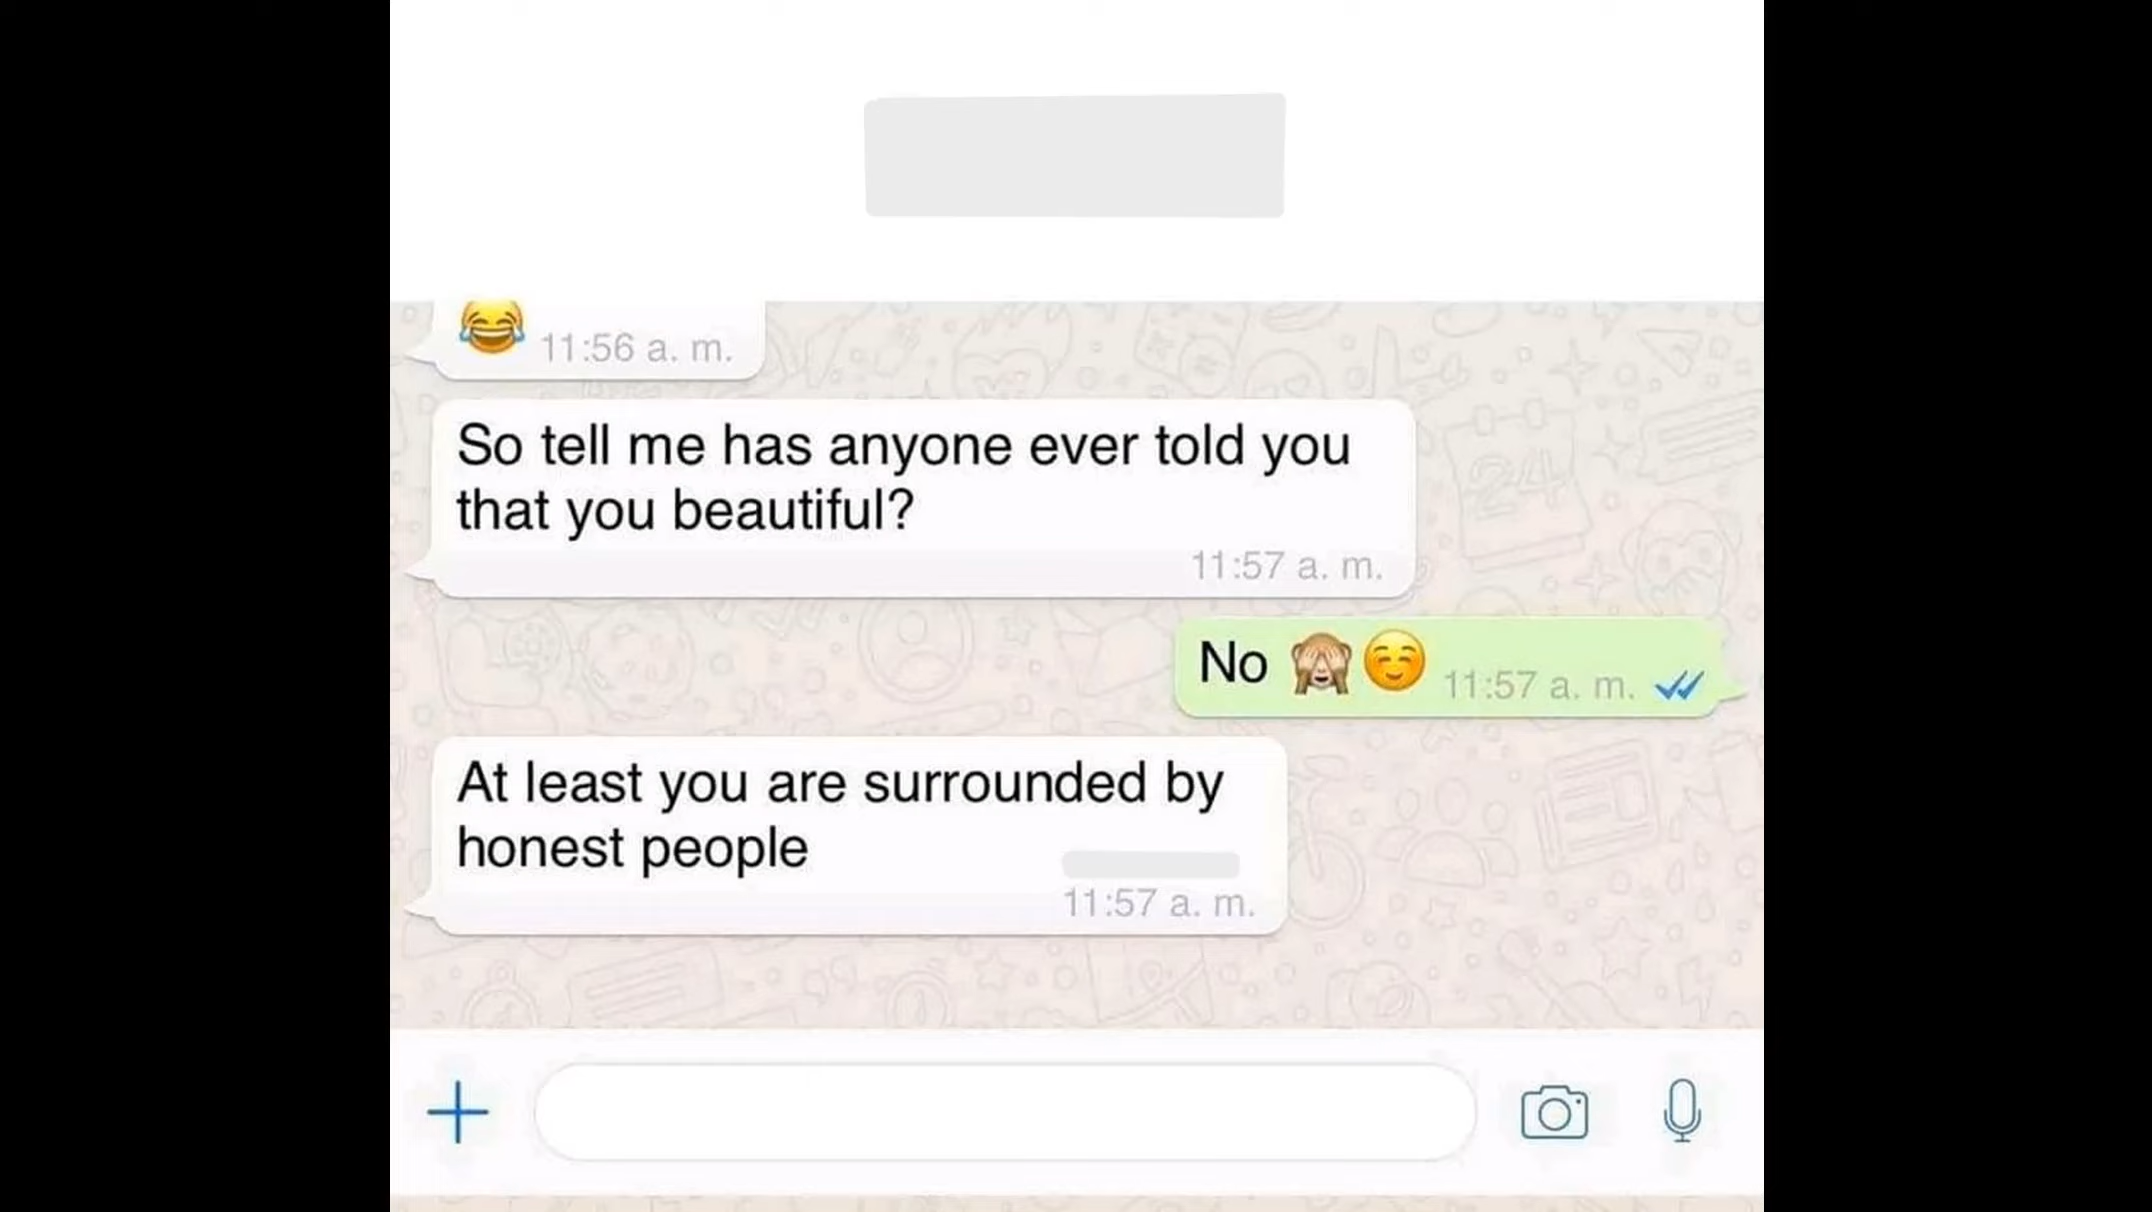 😂 11:56 a. m.
So tell me has anyone ever told you
that you beautiful?
11:57 a. m.
No 🙈☺️ 11:57 a. m.
At least you are surrounded by
honest people
11:57 a. m.